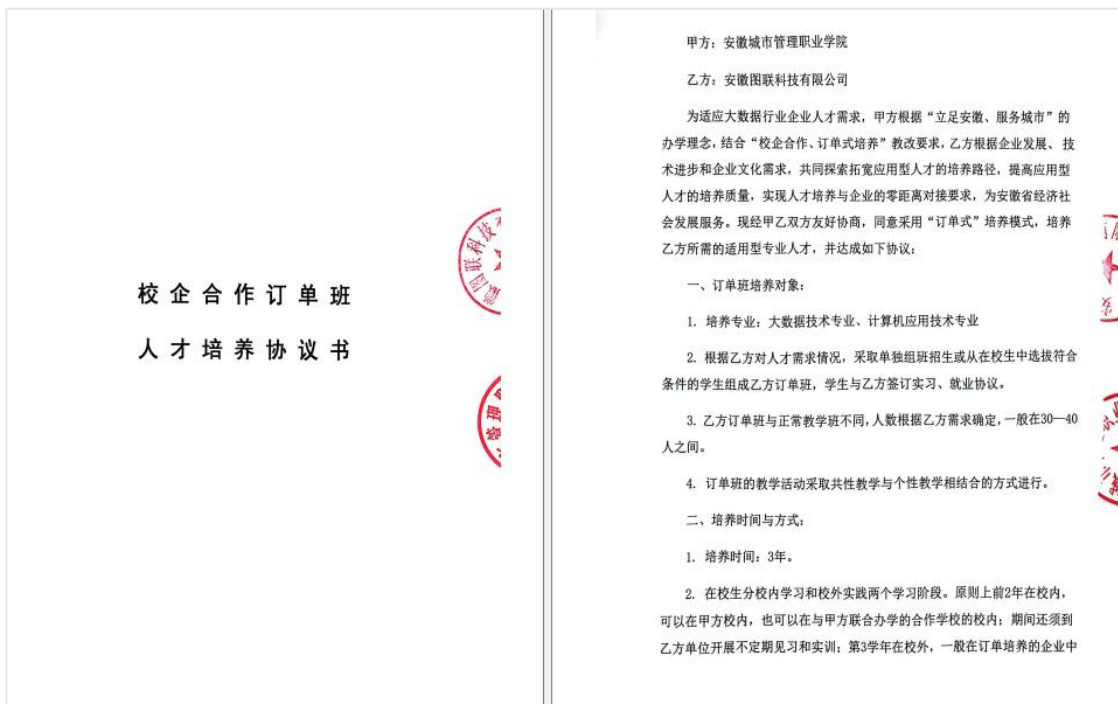 校企合作订单班
人才培养协议书
图联科技
管理
甲方：安徽城市管理职业学院
乙方：安徽图联科技有限公司
为适应大数据行业企业人才需求，甲方根据“立足安徽、服务城市”的
办学理念，结合“校企合作、订单式培养”教改要求，乙方根据企业发展、技
术进步和企业文化需求，共同探索拓宽应用型人才的培养路径，提高应用型
人才的培养质量，实现人才培养与企业的零距离对接要求，为安徽省经济社
会发展服务。现经甲乙双方友好协商，同意采用“订单式”培养模式，培养
乙方所需的适用型专业人才，并达成如下协议：
一、订单班培养对象：
1. 培养专业：大数据技术专业、计算机应用技术专业
2. 根据乙方对人才需求情况，采取单独组班招生或从在校生中选拔符合
条件的学生组成乙方订单班，学生与乙方签订实习、就业协议。
3. 乙方订单班与正常教学班不同，人数根据乙方需求确定，一般在30—40
人之间。
4. 订单班的教学活动采取共性教学与个性教学相结合的方式进行。
二、培养时间与方式：
1. 培养时间：3年。
2. 在校生分校内学习和校外实践两个学习阶段。原则上前2年在校内，
可以在甲方校内，也可以在与甲方联合办学的合作学校的校内；期间还须到
乙方单位开展不定期见习和实训；第3学年在校外，一般在订单培养的企业中